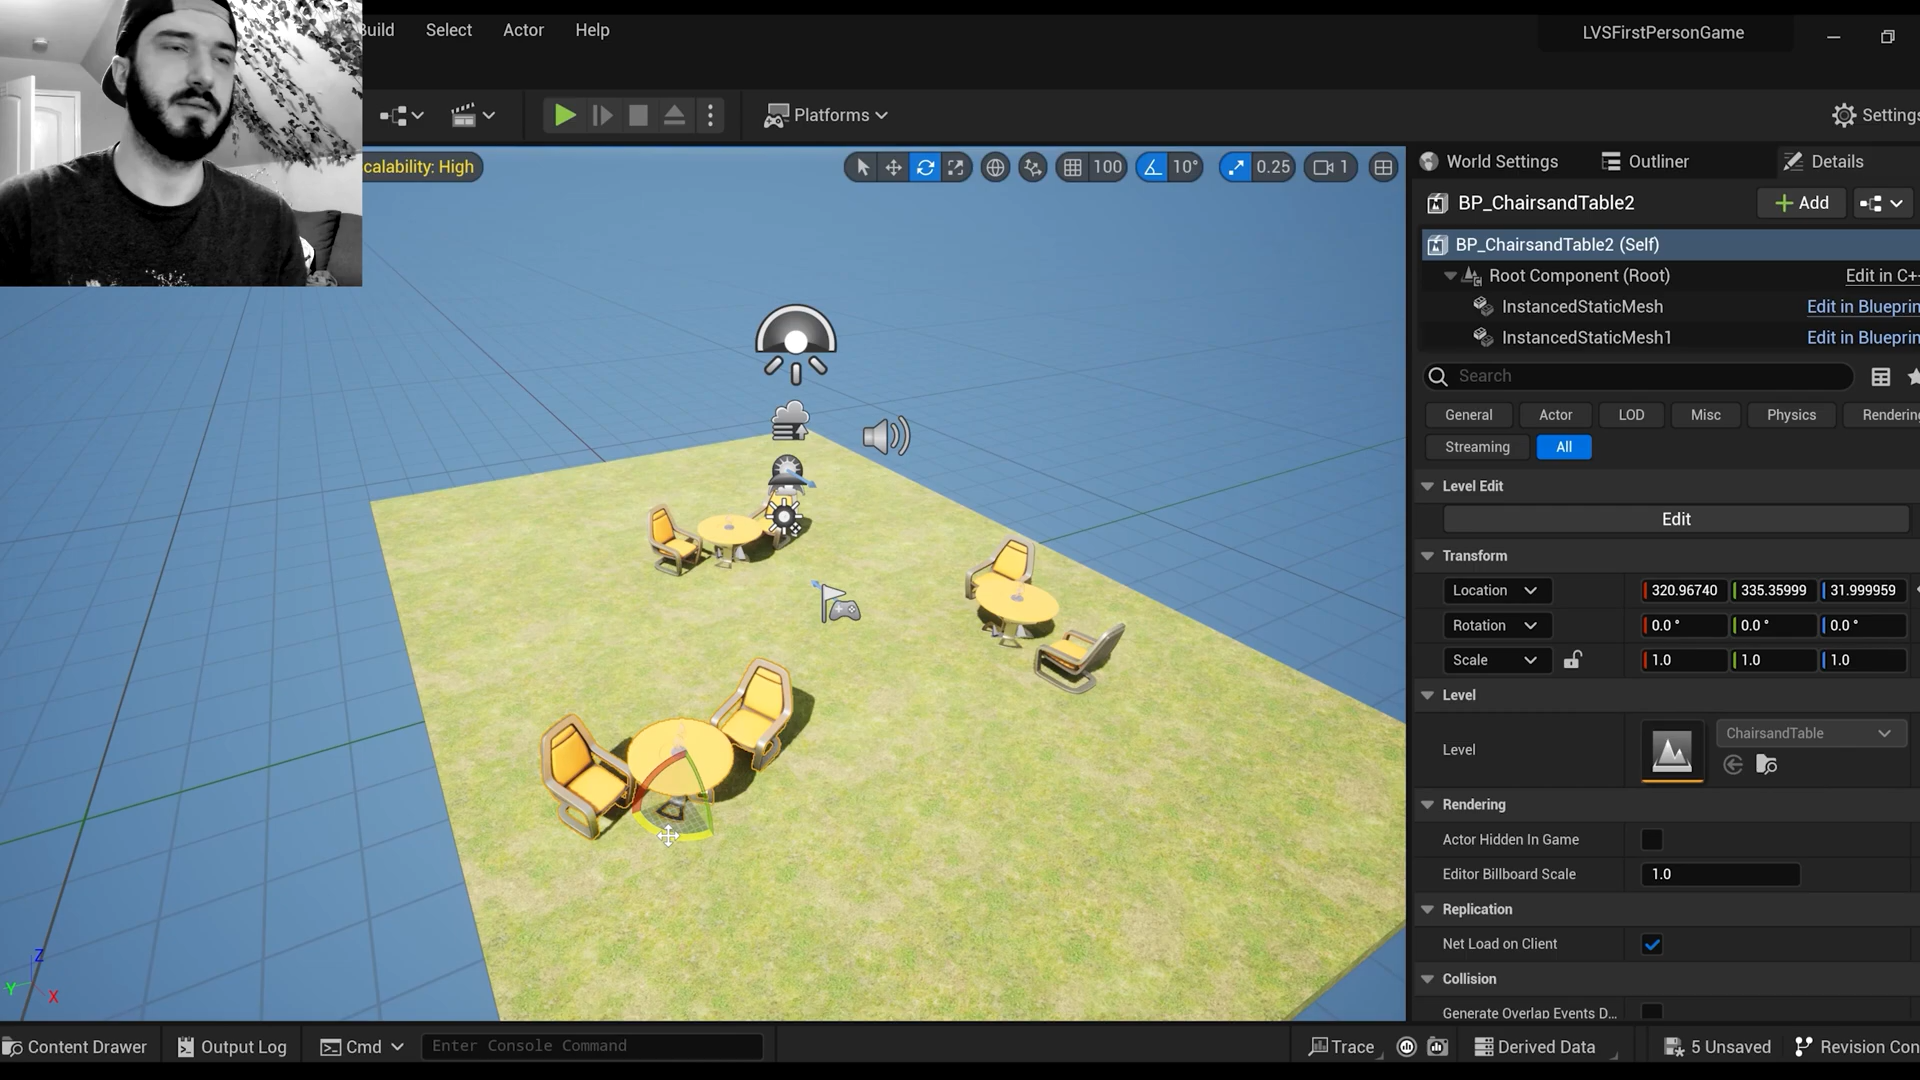 Build
Select
Actor
Help
LVSFirstPersonGame
Platforms
Settings
calability: High
100
10°
0.25
1
World Settings
Outliner
Details
BP_ChairsandTable2
Add
BP_ChairsandTable2 (Self)
Root Component (Root)
Edit in C++
InstancedStaticMesh
Edit in Blueprin
InstancedStaticMesh1
Edit in Blueprin
Search
General
Actor
LOD
Misc
Physics
Rendering
Streaming
All
Level Edit
Edit
Transform
Location
320.96740
335.35999
31.999959
Rotation
0.0 °
0.0 °
0.0 °
Scale
1.0
1.0
1.0
Level
Level
ChairsandTable
Rendering
Actor Hidden In Game
Editor Billboard Scale
1.0
Replication
Net Load on Client
Collision
Generate Overlap Events D...
Z
Y
X
Content Drawer
Output Log
Cmd
Enter Console Command
Trace
Derived Data
5 Unsaved
Revision Con